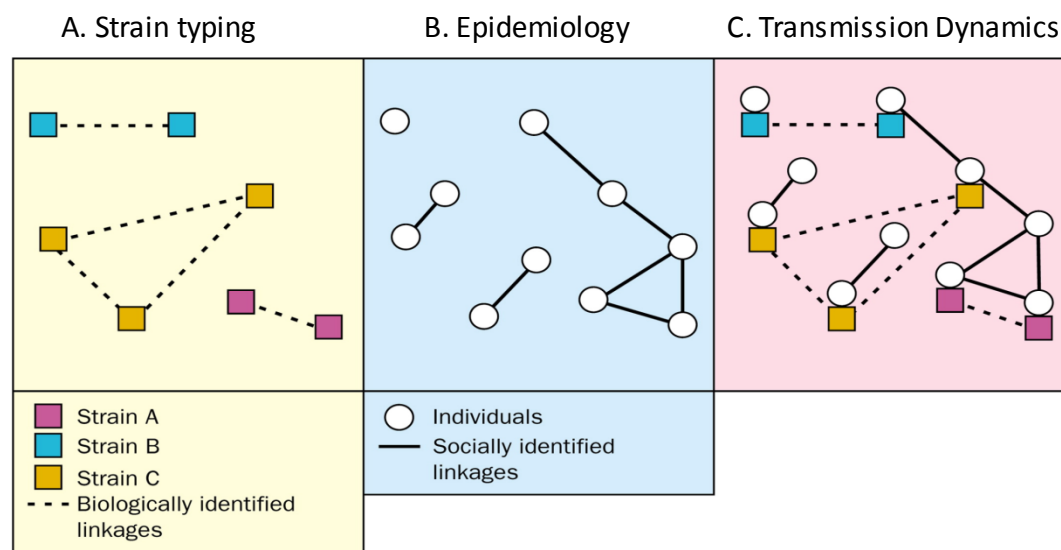 A. Strain typing
B. Epidemiology
C. Transmission Dynamics
Strain A
Strain B
Strain C
Biologically identified
linkages
Individuals
Socially identified
linkages